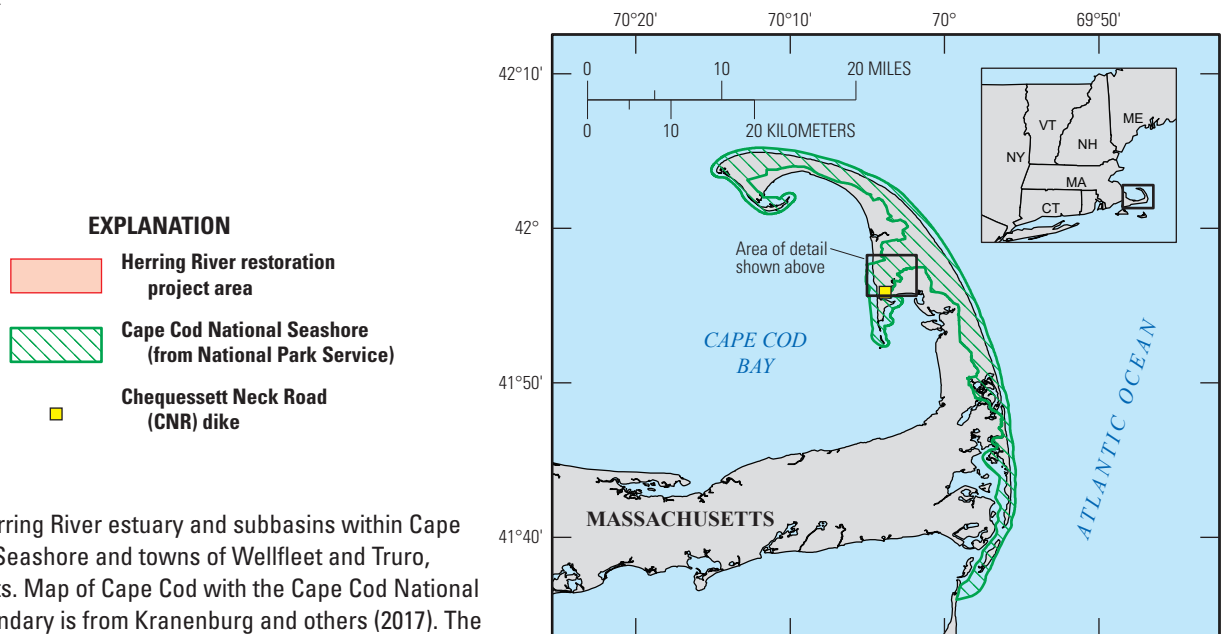 EXPLANATION
Herring River restoration
project area
Cape Cod National Seashore
(from National Park Service)
Chequessett Neck Road
(CNR) dike
70°20'
70°10'
70°
69°50'
42°10'
42°
41°50'
41°40'
0
10
20 MILES
0
10
20 KILOMETERS
VT
ME
NH
NY
MA
CT
Area of detail
shown above
CAPE COD
BAY
ATLANTIC OCEAN
MASSACHUSETTS
rring River estuary and subbasins within Cape
Seashore and towns of Wellfleet and Truro,
ts. Map of Cape Cod with the Cape Cod National
ndary is from Kranenburg and others (2017). The